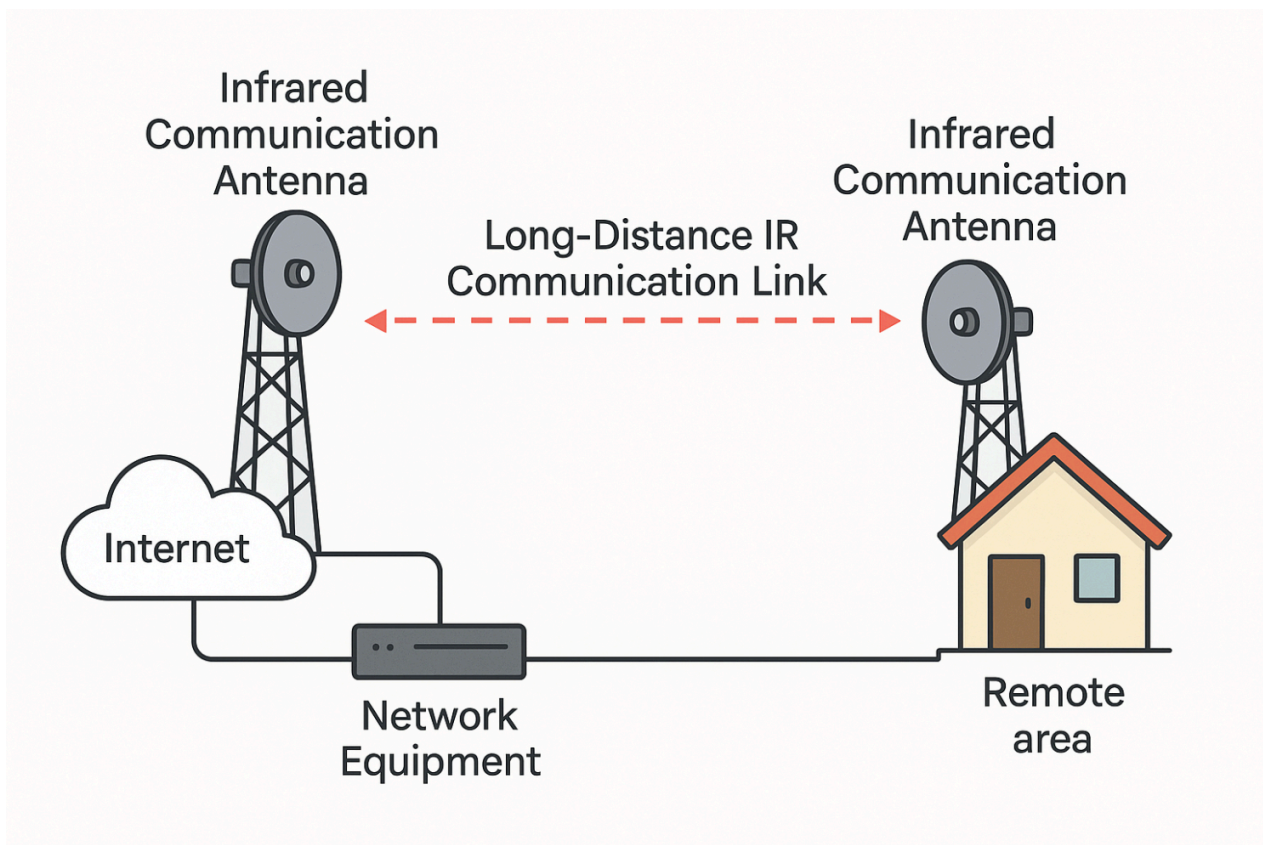 Infrared
Communication
Antenna
Infrared
Communication
Antenna
Long-Distance IR
Communication Link
Internet
Network
Equipment
Remote
area